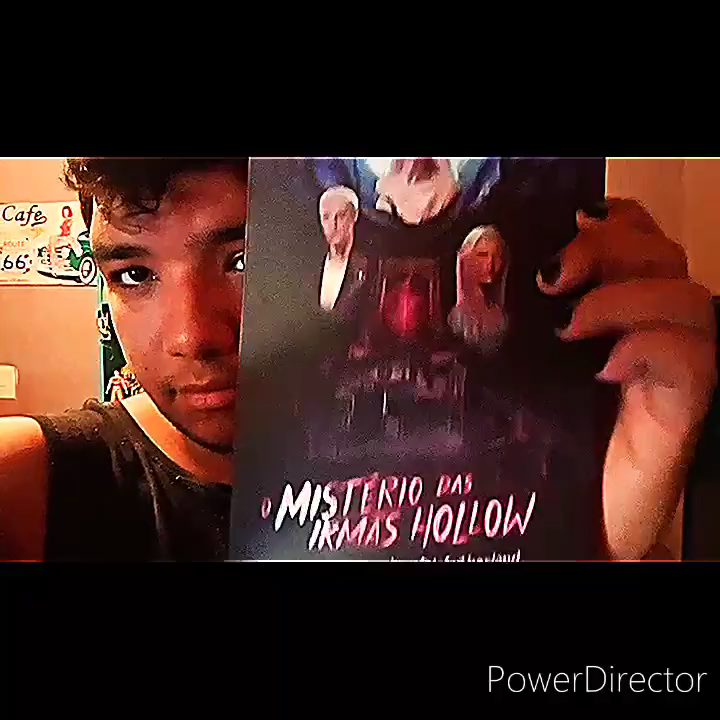 Cafe
ROUTE
66
O MISTÉRIO DAS
IRMÃS HOLLOW
PowerDirector